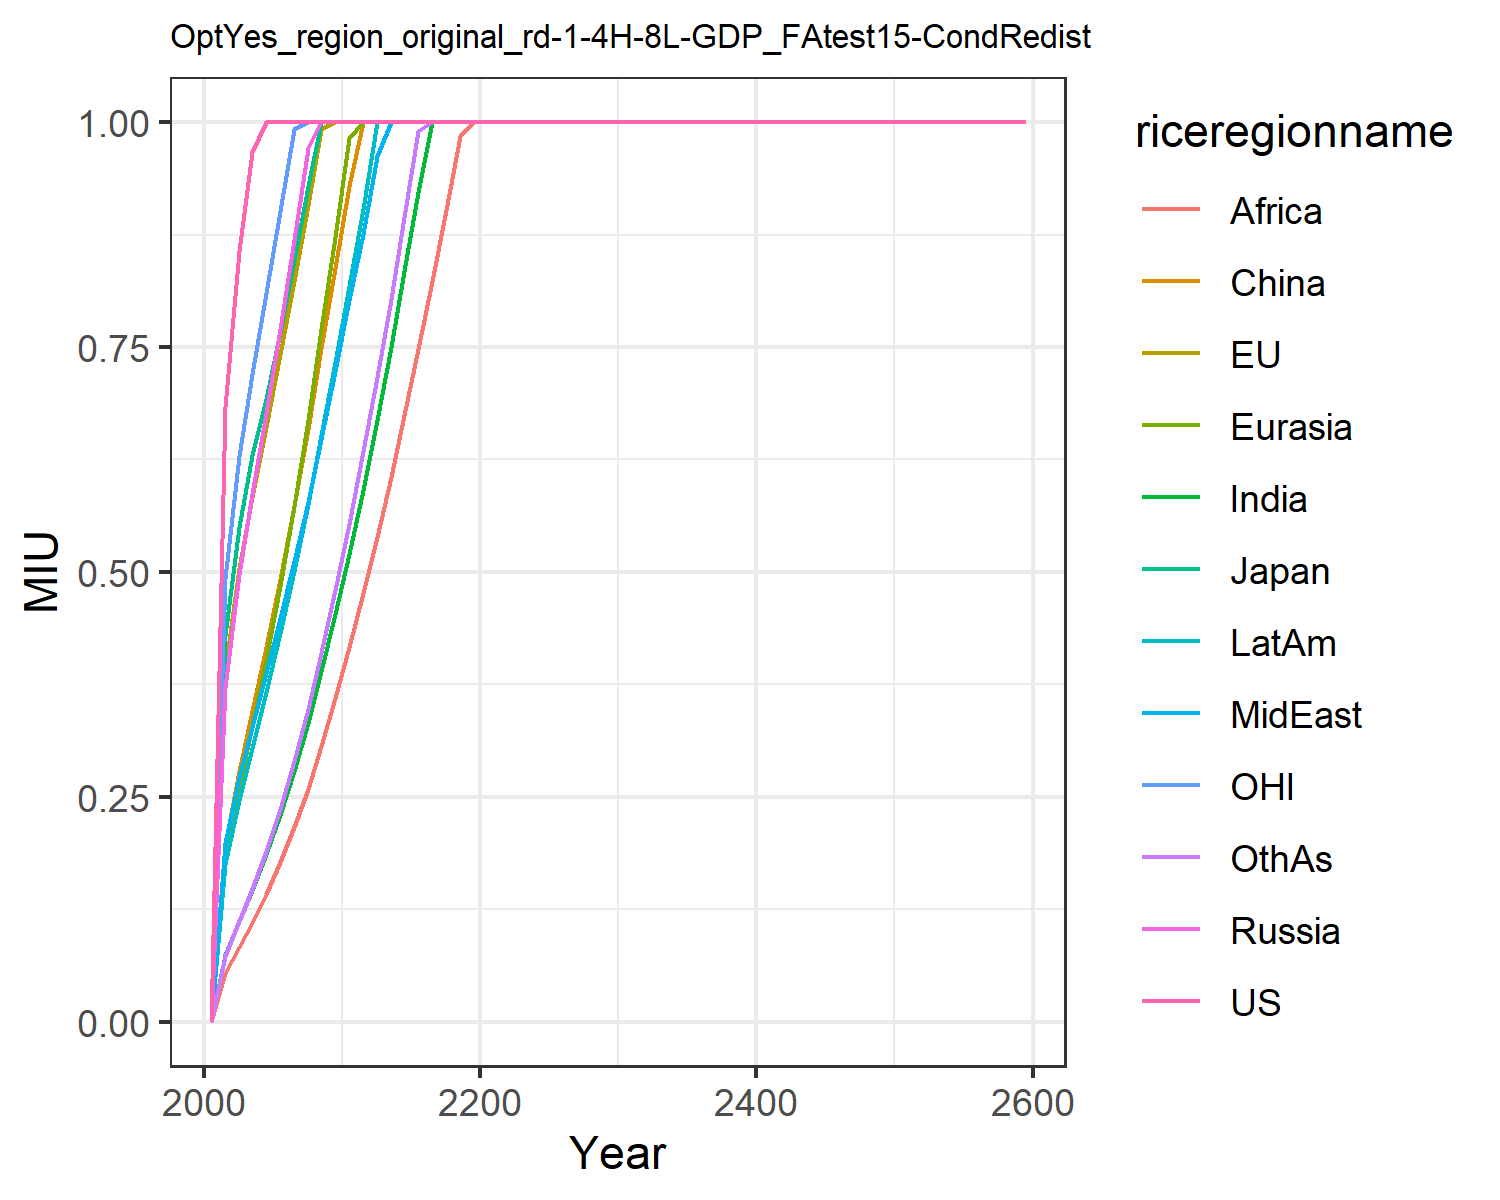 OptYes_region_original_rd-1-4H-8L-GDP_FAtest15-CondRedist
1.00
0.75
0.50
0.25
0.00
MIU
2000 2200 2400 2600
Year
riceregionname
Africa
China
EU
Eurasia
India
Japan
LatAm
MidEast
OHI
OthAs
Russia
US